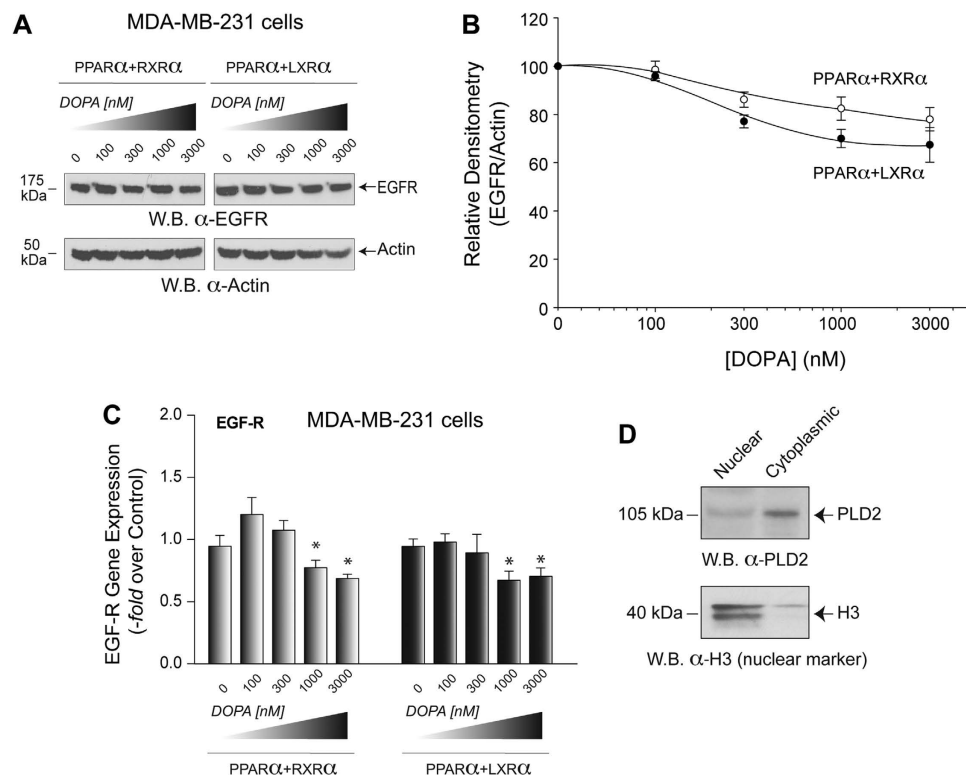 A
MDA-MB-231 cells
PPARα+RXRα PPARα+LXRα
DOPA [nM] DOPA [nM]
0 100 300 1000 3000 0 100 300 1000 3000
175 kDa
EGFR
W.B. α-EGFR
50 kDa
Actin
W.B. α-Actin
B
Relative Densitometry
(EGFR/Actin)
120
100
80
60
40
20
0
PPARα+RXRα
PPARα+LXRα
0 100 300 1000 3000
[DOPA] (nM)
C
EGF-R MDA-MB-231 cells
EGF-R Gene Expression
(-fold over Control)
2.0
1.5
1.0
0.5
0.0
* * * *
0 100 300 1000 3000 0 100 300 1000 3000
DOPA [nM] DOPA [nM]
PPARα+RXRα PPARα+LXRα
D
Nuclear Cytoplasmic
105 kDa PLD2
W.B. α-PLD2
40 kDa H3
W.B. α-H3 (nuclear marker)